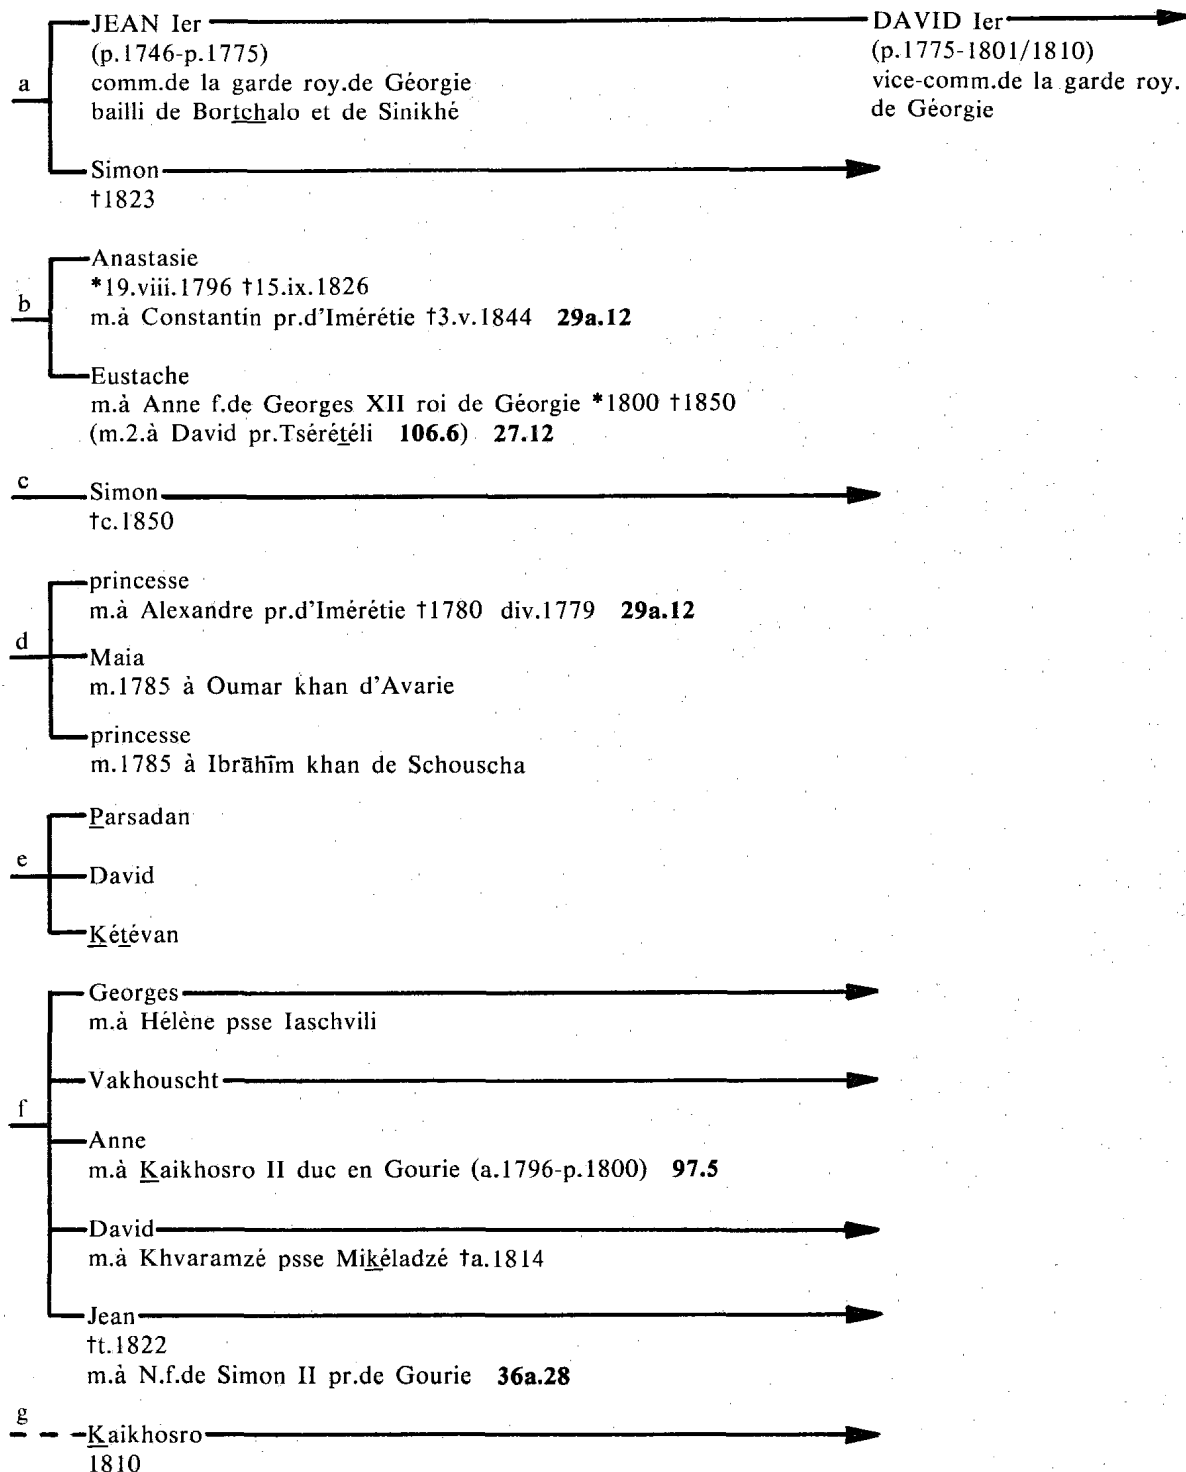 JEAN Ier DAVID Ier
(p.1746-p.1775) (p.1775-1801/1810)
a comm.de la garde roy.de Géorgie vice-comm.de la garde roy.
bailli de Bortchalo et de Sinikhé de Géorgie
Simon
†1823
Anastasie
*19.viii.1796 †15.ix.1826
b
m.à Constantin pr.d'Imérétie †3.v.1844 29a.12
Eustache
m.à Anne f.de Georges XII roi de Géorgie *1800 †1850
(m.2.à David pr.Tsérétéli 106.6) 27.12
c Simon
†c.1850
princesse
m.à Alexandre pr.d'Imérétie †1780 div.1779 29a.12
d Maia
m.1785 à Oumar khan d'Avarie
princesse
m.1785 à Ibrāhīm khan de Schouscha
Parsadan
e David
Kétévan
Georges
m.à Hélène psse Iaschvili
Vakhouscht
f
Anne
m.à Kaikhosro II duc en Gourie (a.1796-p.1800) 97.5
David
m.à Khvaramzé psse Mikéladzé †a.1814
Jean
†t.1822
m.à N.f.de Simon II pr.de Gourie 36a.28
g Kaikhosro
1810